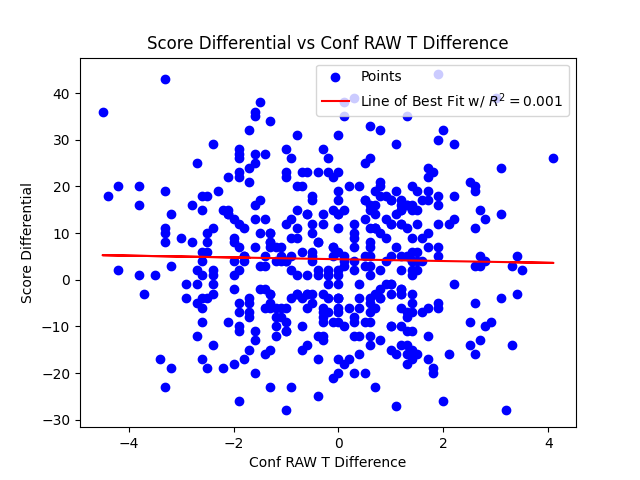 Score Differential vs Conf RAW T Difference
Points
Line of Best Fit w/ R² = 0.001
40
30
20
10
0
−10
−20
−30
Score Differential
−4
−2
0
2
4
Conf RAW T Difference